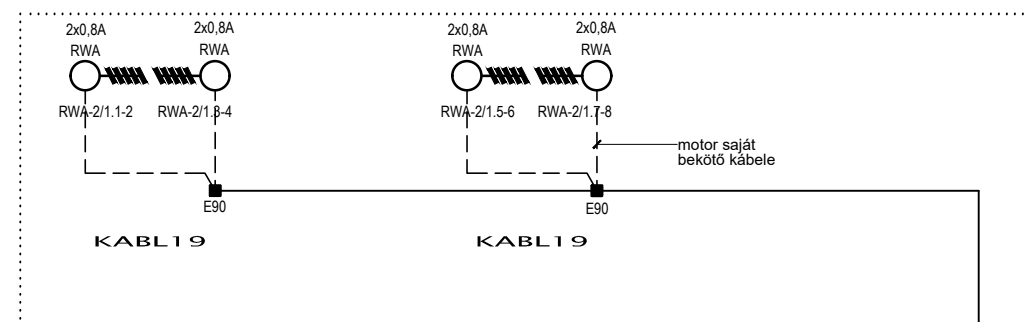 2x0,8A
2x0,8A
2x0,8A
2x0,8A
RWA
RWA
RWA
RWA
RWA-2/1.1-2
RWA-2/1.3-4
RWA-2/1.5-6
RWA-2/1.7-8
motor saját
bekötő kábele
E90
E90
KABL19
KABL19